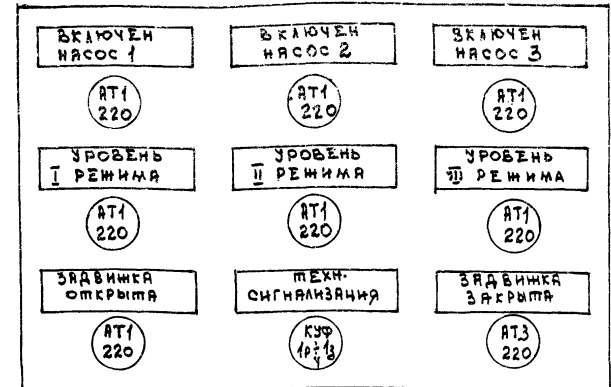 ВКЛЮЧЕН
НАСОС 1
ВКЛЮЧЕН
НАСОС 2
ВКЛЮЧЕН
НАСОС 3
АТ1
220
АТ1
220
АТ1
220
УРОВЕНЬ
I РЕЖИМА
УРОВЕНЬ
II РЕЖИМА
УРОВЕНЬ
III РЕЖИМА
АТ1
220
АТ1
220
АТ1
220
ЗАДВИЖКА
ОТКРЫТА
ТЕХН.
СИГНАЛИЗАЦИЯ
ЗАДВИЖКА
ЗАКРЫТА
АТ1
220
КУФ
АТ3
220